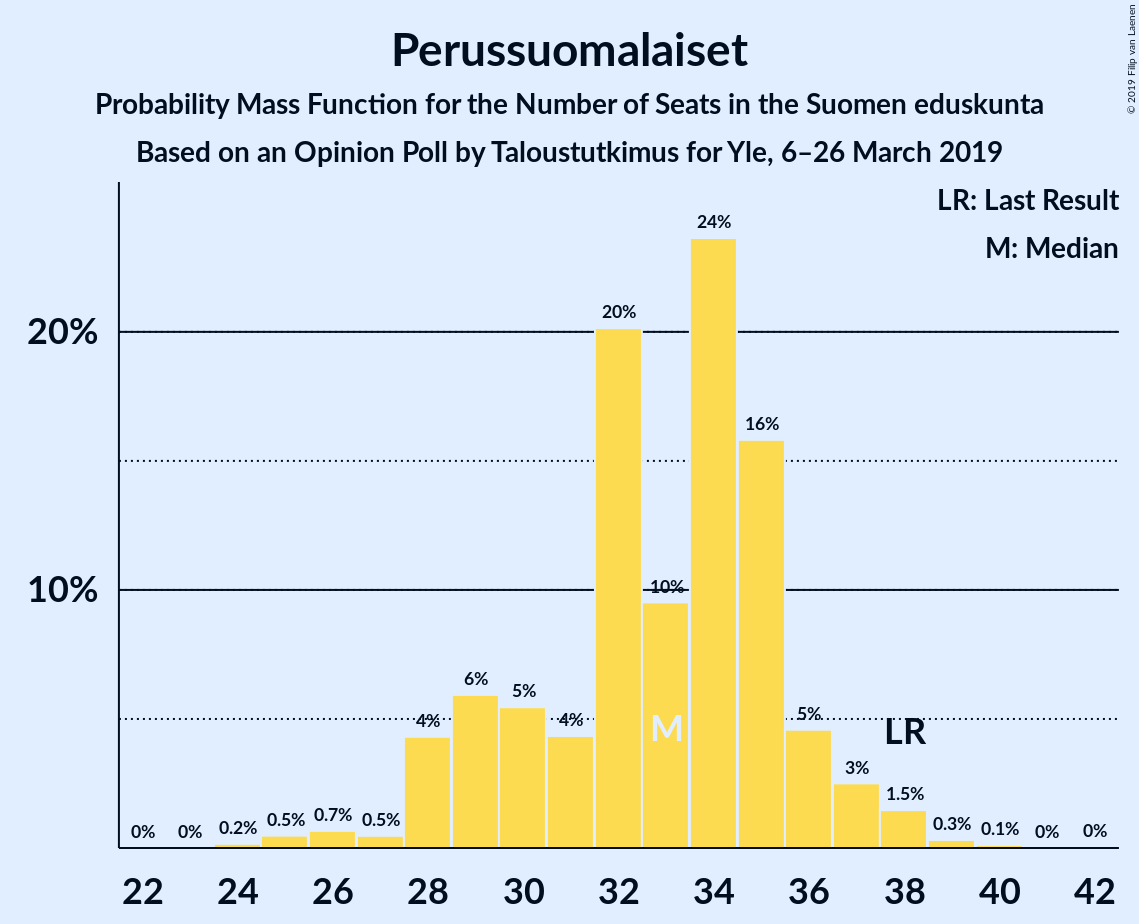 Perussuomalaiset
Probability Mass Function for the Number of Seats in the Suomen eduskunta
Based on an Opinion Poll by Taloustutkimus for Yle, 6–26 March 2019
© 2019 Filip van Laenen
LR: Last Result
M: Median
20%
10%
0%
0%
0.2%
0.5%
0.7%
0.5%
4%
6%
5%
4%
20%
10%
24%
16%
5%
3%
1.5%
0.3%
0.1%
0%
0%
M
LR
22 24 26 28 30 32 34 36 38 40 42